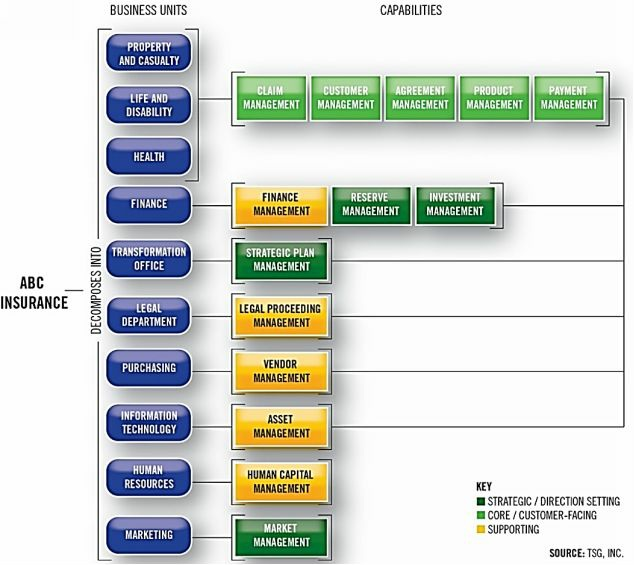 BUSINESS UNITS
CAPABILITIES
PROPERTY
AND CASUALTY
LIFE AND
DISABILITY
HEALTH
CLAIM
MANAGEMENT
CUSTOMER
MANAGEMENT
AGREEMENT
MANAGEMENT
PRODUCT
MANAGEMENT
PAYMENT
MANAGEMENT
FINANCE
FINANCE
MANAGEMENT
RESERVE
MANAGEMENT
INVESTMENT
MANAGEMENT
ABC
INSURANCE
DECOMPOSES INTO
TRANSFORMATION
OFFICE
STRATEGIC PLAN
MANAGEMENT
LEGAL
DEPARTMENT
LEGAL PROCEEDING
MANAGEMENT
PURCHASING
VENDOR
MANAGEMENT
INFORMATION
TECHNOLOGY
ASSET
MANAGEMENT
HUMAN
RESOURCES
HUMAN CAPITAL
MANAGEMENT
MARKETING
MARKET
MANAGEMENT
KEY
STRATEGIC / DIRECTION SETTING
CORE / CUSTOMER-FACING
SUPPORTING
SOURCE: TSG, INC.